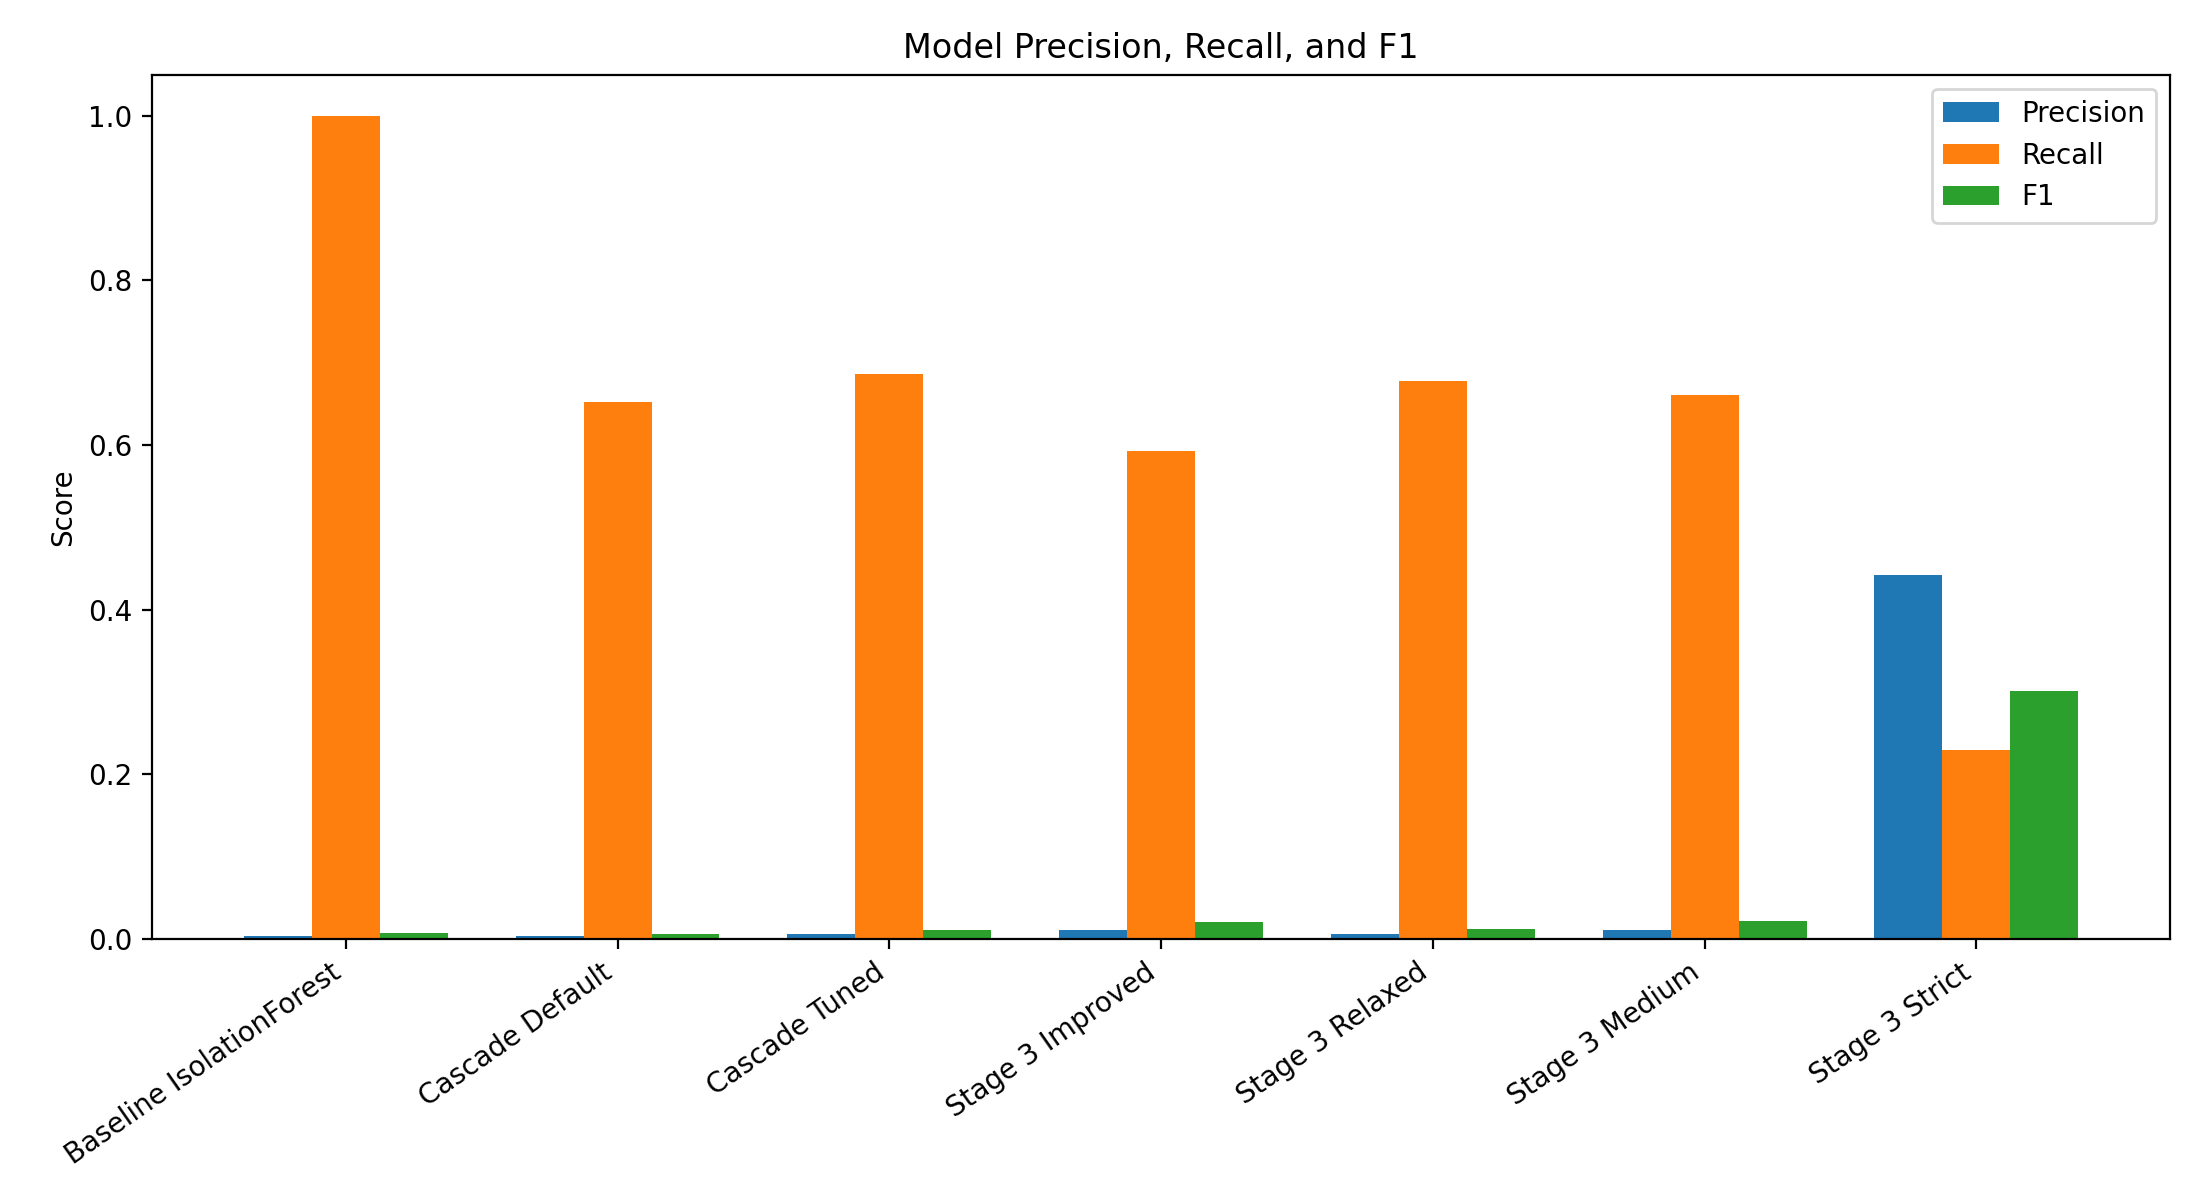 Model Precision, Recall, and F1
Precision
Recall
F1
Score
1.0
0.8
0.6
0.4
0.2
0.0
Baseline IsolationForest
Cascade Default
Cascade Tuned
Stage 3 Improved
Stage 3 Relaxed
Stage 3 Medium
Stage 3 Strict